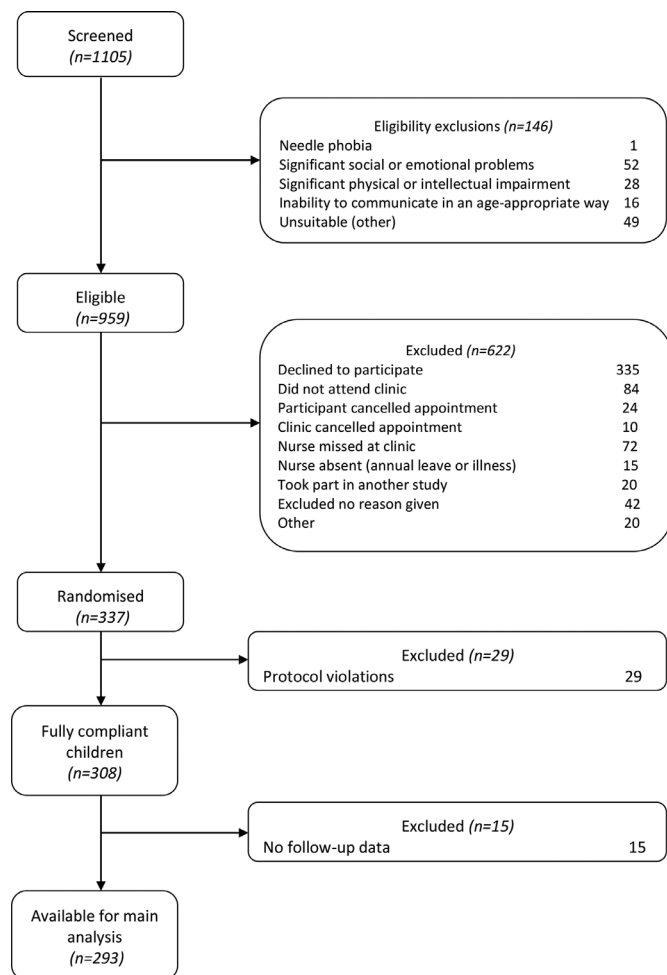 Screened
(n=1105)
Eligibility exclusions (n=146)
Needle phobia 1
Significant social or emotional problems 52
Significant physical or intellectual impairment 28
Inability to communicate in an age-appropriate way 16
Unsuitable (other) 49
Eligible
(n=959)
Excluded (n=622)
Declined to participate 335
Did not attend clinic 84
Participant cancelled appointment 24
Clinic cancelled appointment 10
Nurse missed at clinic 72
Nurse absent (annual leave or illness) 15
Took part in another study 20
Excluded no reason given 42
Other 20
Randomised
(n=337)
Excluded (n=29)
Protocol violations 29
Fully compliant
children
(n=308)
Excluded (n=15)
No follow-up data 15
Available for main
analysis
(n=293)